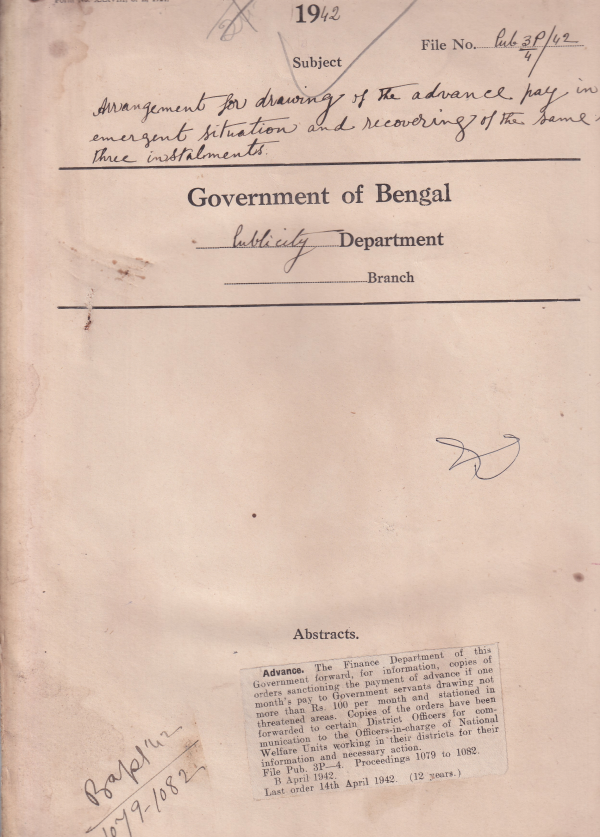 1942
File No. Pub 3P/4/42
Subject
Arrangement for drawing of the advance pay in
emergent situation and recovering of the same
three instalments.
Government of Bengal
Publicity Department
Branch
Abstracts.
Advance. The Finance Department of this
Government forward, for information, copies of
orders sanctioning the payment of advance if one
month's pay to Government servants drawing not
more than Rs. 100 per month and stationed in
threatened areas. Copies of the orders have been
forwarded to certain District Officers for com-
munication to the Officers-in-charge of National
Welfare Units working in their districts for their
information and necessary action.
File Pub. 3P—4. Proceedings 1079 to 1082.
B April 1942.
Last order 14th April 1942. (12 years.)
1079-1082